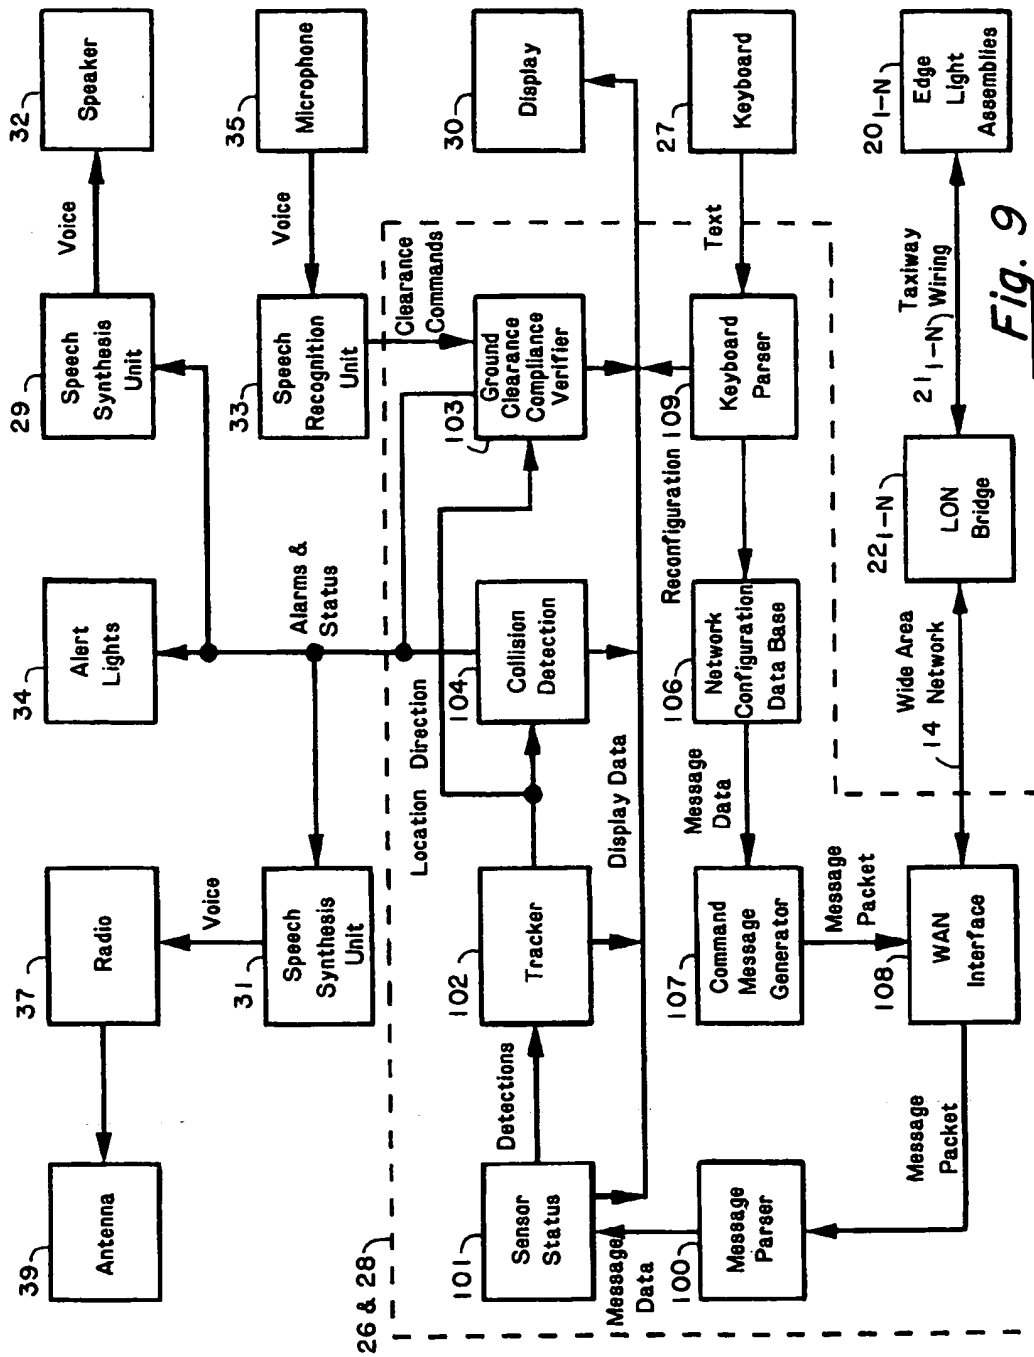 39
Antenna
37
Radio
34
Alert
Lights
29
Speech
Synthesis
Unit
Voice
32
Speaker
Voice
31
Speech
Synthesis
Unit
Alarms &
Status
33
Speech
Recognition
Unit
Voice
35
Microphone
26 & 28
Location
Direction
Clearance
Commands
101
Sensor
Status
Detections
102
Tracker
104
Collision
Detection
103
Ground
Clearance
Compliance
Verifier
30
Display
Message
Data
Display Data
100
Message
Parser
107
Command
Message
Generator
Message
Data
106
Network
Configuration
Data Base
Reconfiguration
109
Keyboard
Parser
Text
27
Keyboard
Message
Packet
Message
Packet
108
WAN
Interface
Wide Area
14 Network
22 1-N
LON
Bridge
Taxiway
21 1-N Wiring
20 1-N
Edge
Light
Assemblies
Fig. 9